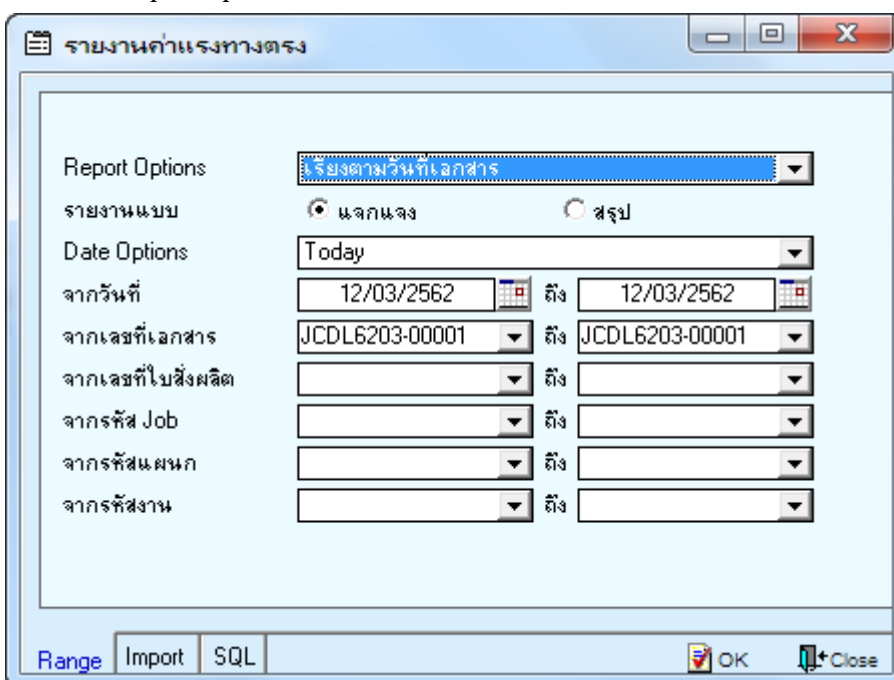 รายงานค่าแรงทางตรง
Report Options เรียงตามวันที่เอกสาร
รายงานแบบ แจกแจง สรุป
Date Options Today
จากวันที่ 12/03/2562 ถึง 12/03/2562
จากเลขที่เอกสาร JCDL6203-00001 ถึง JCDL6203-00001
จากเลขที่ใบสั่งผลิต ถึง
จากรหัส Job ถึง
จากรหัสแผนก ถึง
จากรหัสงาน ถึง
Range Import SQL OK Close